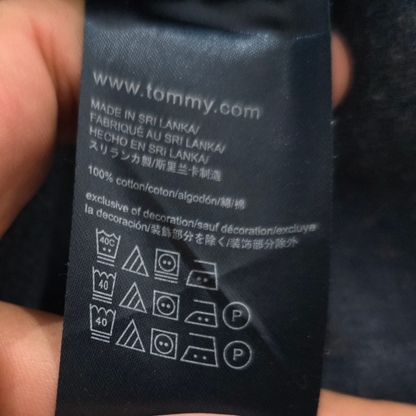 www.tommy.com
MADE IN SRI LANKA/
FABRIQUÉ AU SRI LANKA/
HECHO EN SRI LANKA/
スリランカ製/斯里兰卡制造
100% cotton/coton/algodón/綿/棉
exclusive of decoration/sauf décoration/excluye
la decoración/装飾部分を除く/装饰部分除外
40C
40 P
40 P